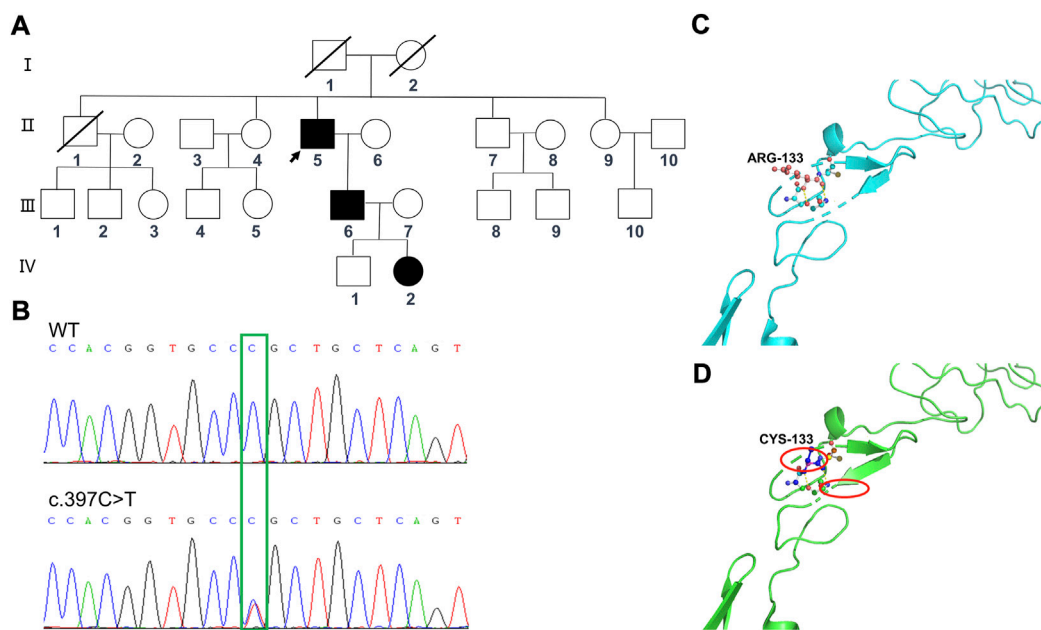 A
I
1 2
II
1 2 3 4 5 6 7 8 9 10
III
1 2 3 4 5 6 7 8 9 10
IV
1 2
B
WT
C C A C G G T G C C C G C T G C T C A G T
c.397C>T
C C A C G G T G C C C G C T G C T C A G T
C
ARG-133
D
CYS-133